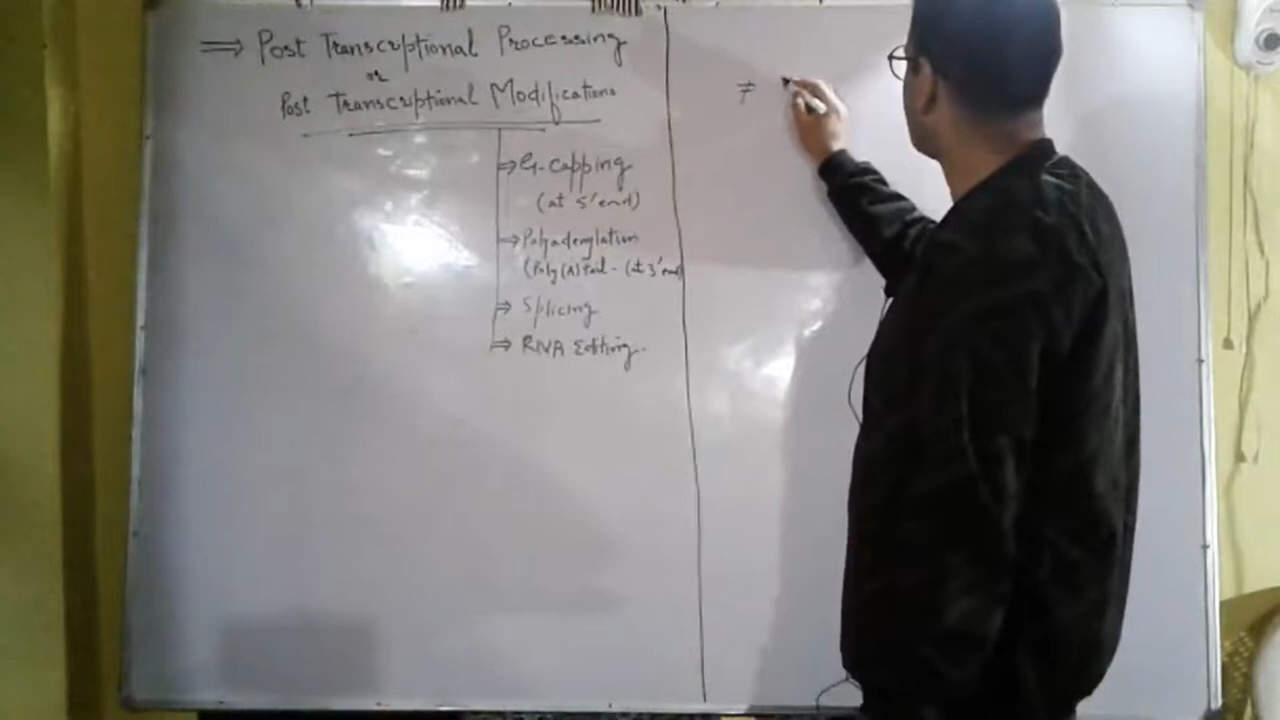 ⇒ Post Transcriptional Processing
or
Post Transcriptional Modifications
⇒ G-capping
(at 5' end)
⇒ Polyadenylation
(Poly(A) tail - (at 3' end)
⇒ Splicing
⇒ RNA Editing.
≠